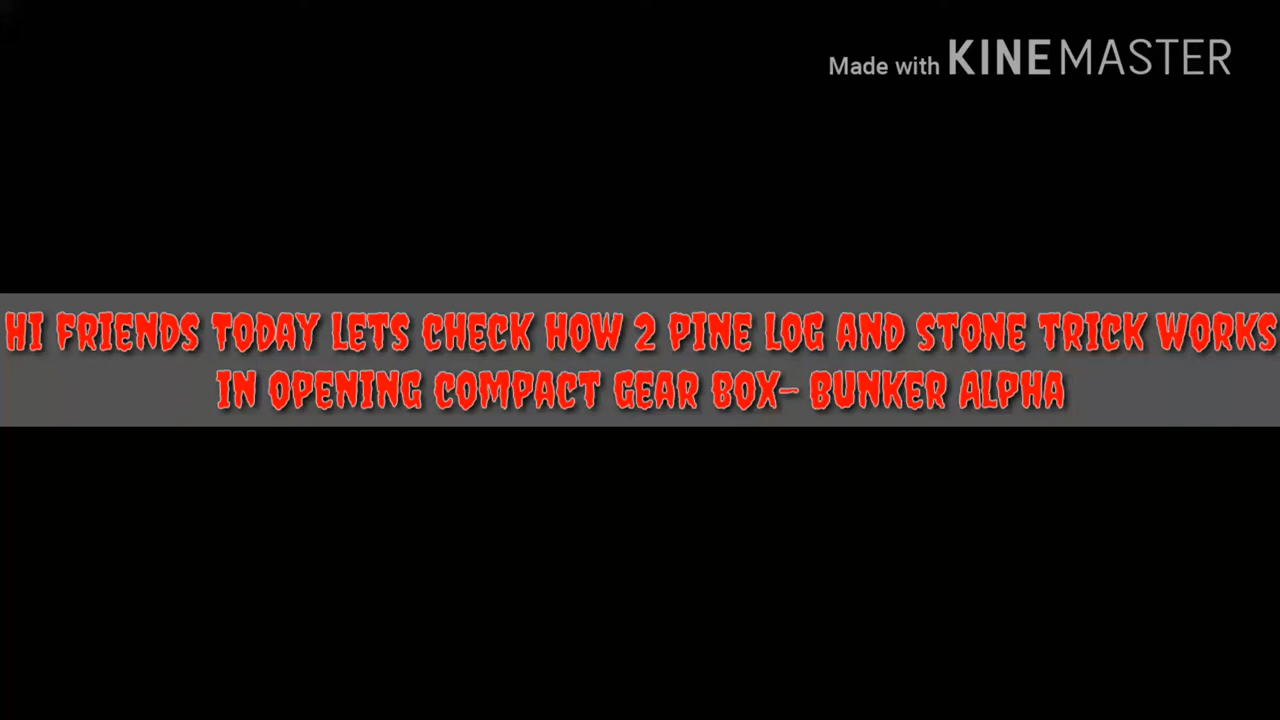 Made with KINEMASTER
HI FRIENDS TODAY LETS CHECK HOW 2 PINE LOG AND STONE TRICK WORKS
IN OPENING COMPACT GEAR BOX- BUNKER ALPHA